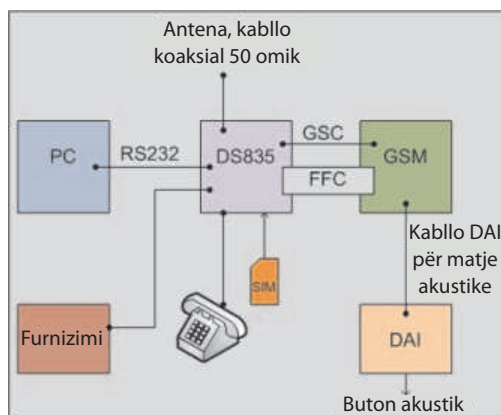 Antena, kabllo
koaksial 50 omik
PC
RS232
DS835
GSC
FFC
GSM
Kabllo DAI
për matje
akustike
SIM
Furnizimi
DAI
Buton akustik